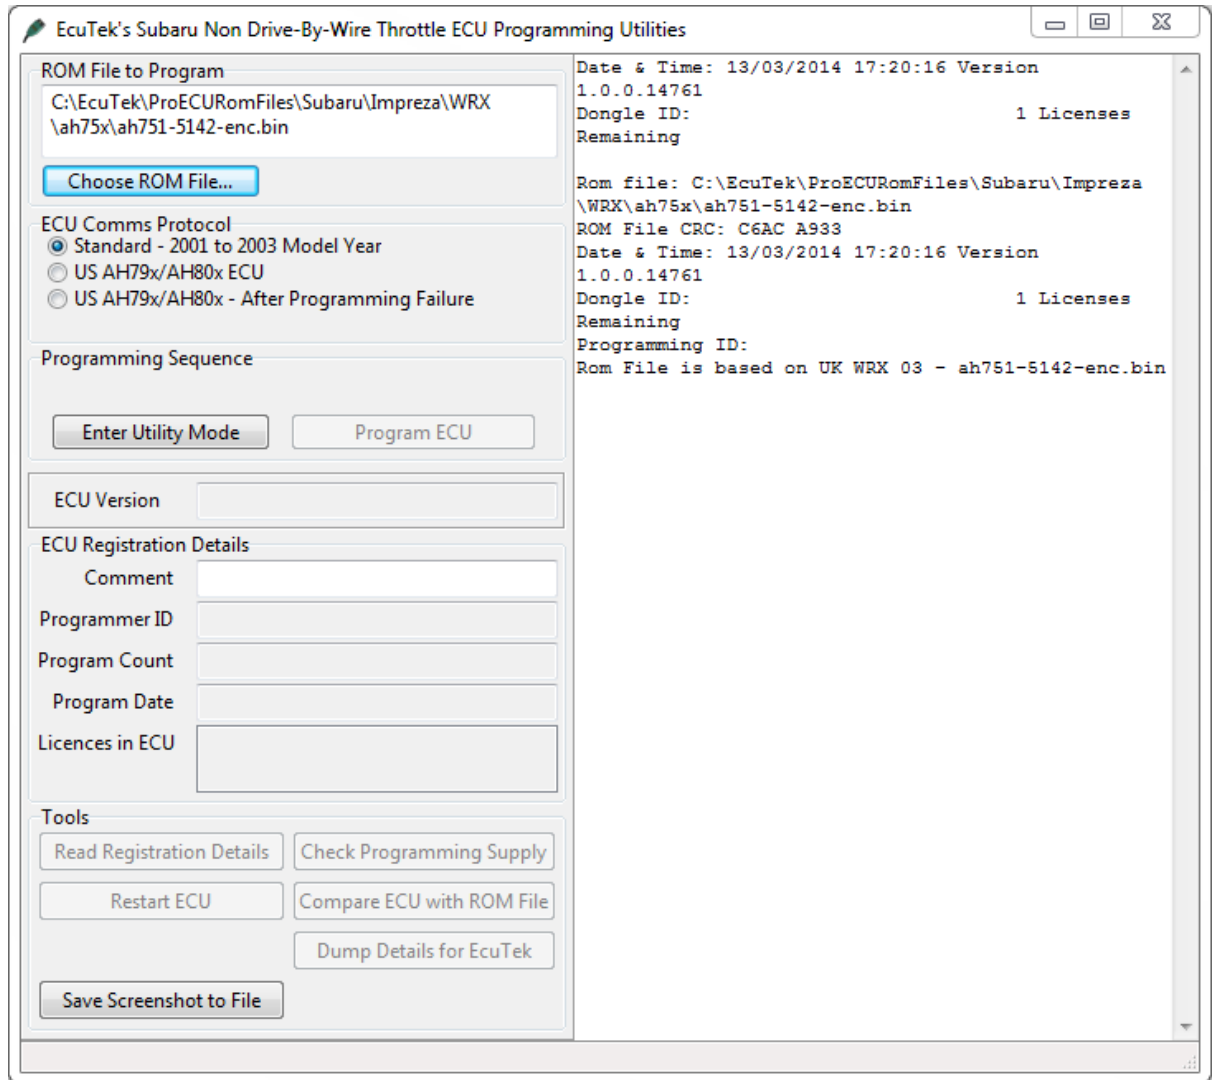 EcuTek's Subaru Non Drive-By-Wire Throttle ECU Programming Utilities
ROM File to Program
C:\EcuTek\ProECURomFiles\Subaru\Impreza\WRX
\ah75x\ah751-5142-enc.bin
Choose ROM File...
ECU Comms Protocol
Standard - 2001 to 2003 Model Year
US AH79x/AH80x ECU
US AH79x/AH80x - After Programming Failure
Programming Sequence
Enter Utility Mode
Program ECU
ECU Version
ECU Registration Details
Comment
Programmer ID
Program Count
Program Date
Licences in ECU
Tools
Read Registration Details
Check Programming Supply
Restart ECU
Compare ECU with ROM File
Dump Details for EcuTek
Save Screenshot to File
Date & Time: 13/03/2014 17:20:16 Version
1.0.0.14761
Dongle ID: 1 Licenses
Remaining
Rom file: C:\EcuTek\ProECURomFiles\Subaru\Impreza
\WRX\ah75x\ah751-5142-enc.bin
ROM File CRC: C6AC A933
Date & Time: 13/03/2014 17:20:16 Version
1.0.0.14761
Dongle ID: 1 Licenses
Remaining
Programming ID:
Rom File is based on UK WRX 03 - ah751-5142-enc.bin